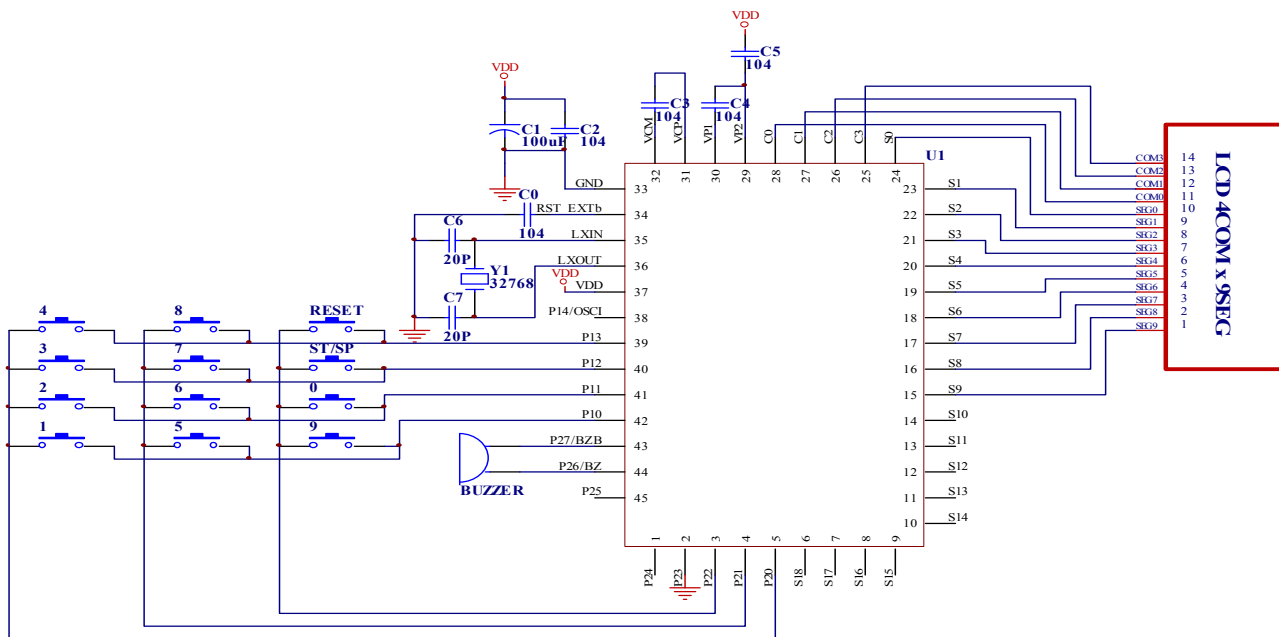 VDD
C5
104
VDD
C3
104
C4
104
C1
100uF
C2
104
VCM
VCP
VP1
VP2
C0
C1
C2
C3
S0
U1
32 31 30 29 28 27 26 25 24
GND 33
C0
104
RST_EXTb 34
C6
20P
LXIN 35
LXOUT 36
Y1
32768
VDD
VDD 37
C7
20P
P14/OSCI 38
P13 39
P12 40
P11 41
P10 42
P27/BZB 43
P26/BZ 44
P25 45
BUZZER
4 8 RESET
3 7 ST/SP
2 6 0
1 5 9
23 S1
22 S2
21 S3
20 S4
19 S5
18 S6
17 S7
16 S8
15 S9
14 S10
13 S11
12 S12
11 S13
10 S14
1 2 3 4 5 6 7 8 9
P24
P23
P22
P21
P20
S18
S17
S16
S15
COM3 14
COM2 13
COM1 12
COM0 11
SEG0 10
SEG1 9
SEG2 8
SEG3 7
SEG4 6
SEG5 5
SEG6 4
SEG7 3
SEG8 2
SEG9 1
LCD 4COM x 9SEG